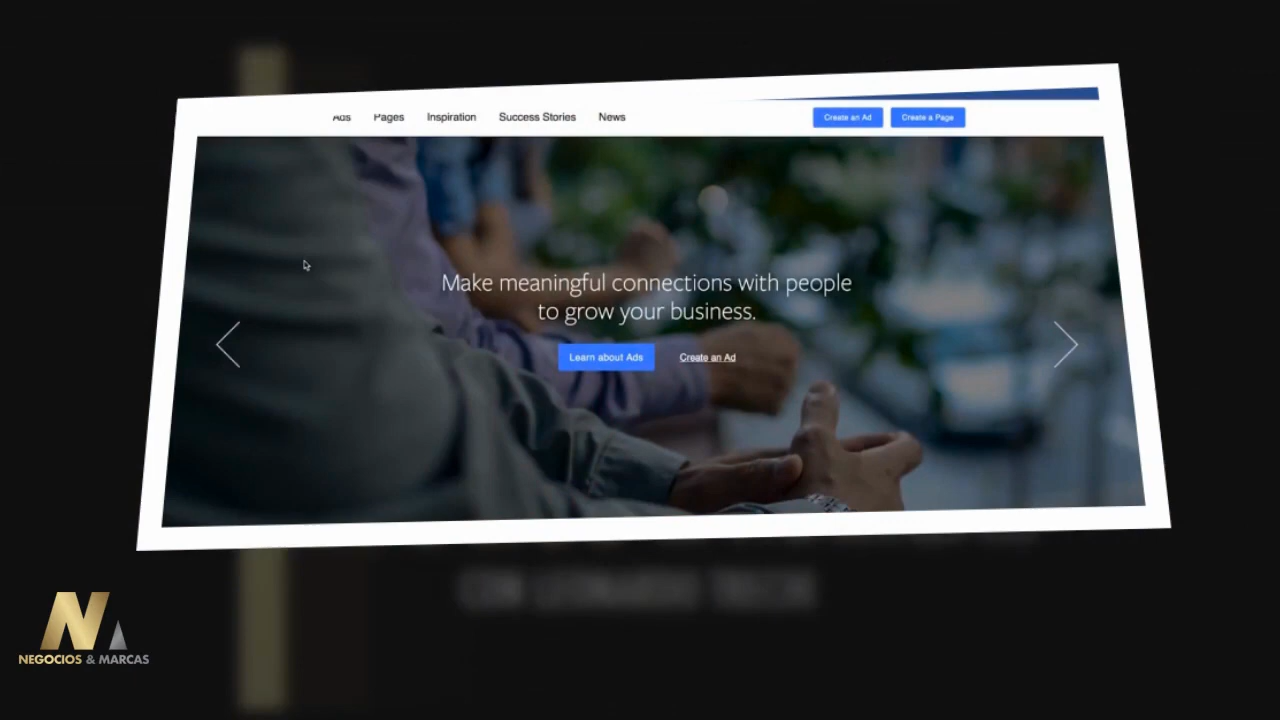 Ads Pages Inspiration Success Stories News Create an Ad Create a Page
Make meaningful connections with people
to grow your business.
Learn about Ads Create an Ad
NEGOCIOS & MARCAS